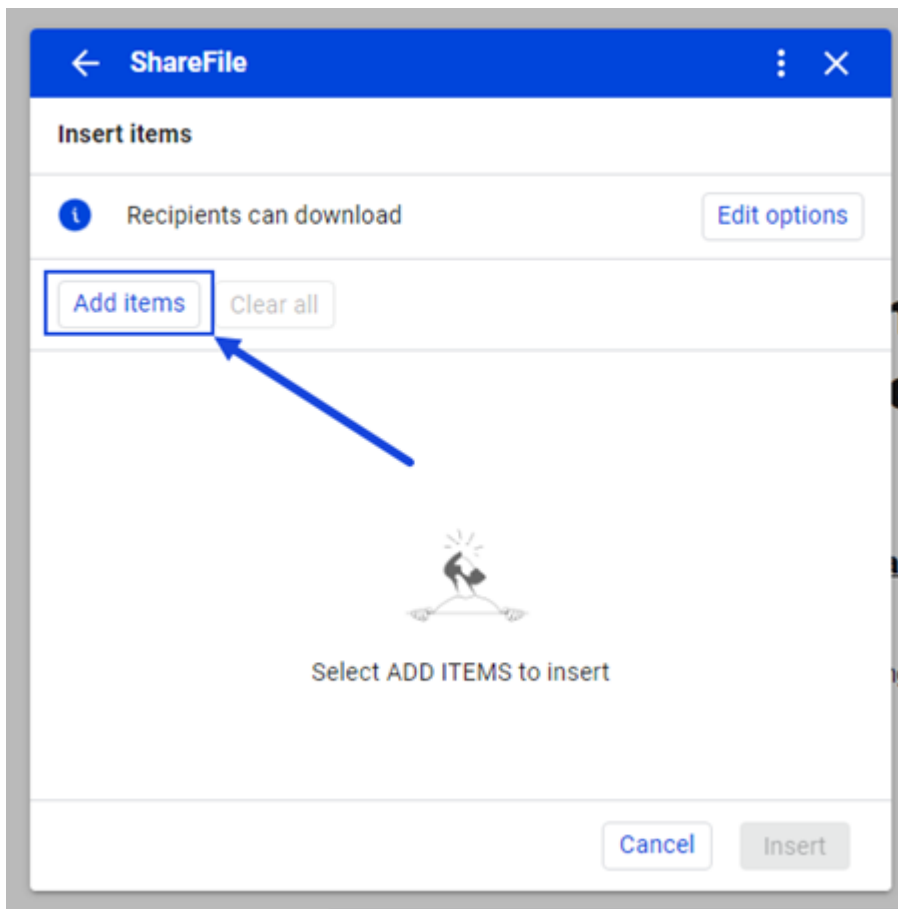 ShareFile
Insert items
Recipients can download
Edit options
Add items
Clear all
Select ADD ITEMS to insert
Cancel
Insert